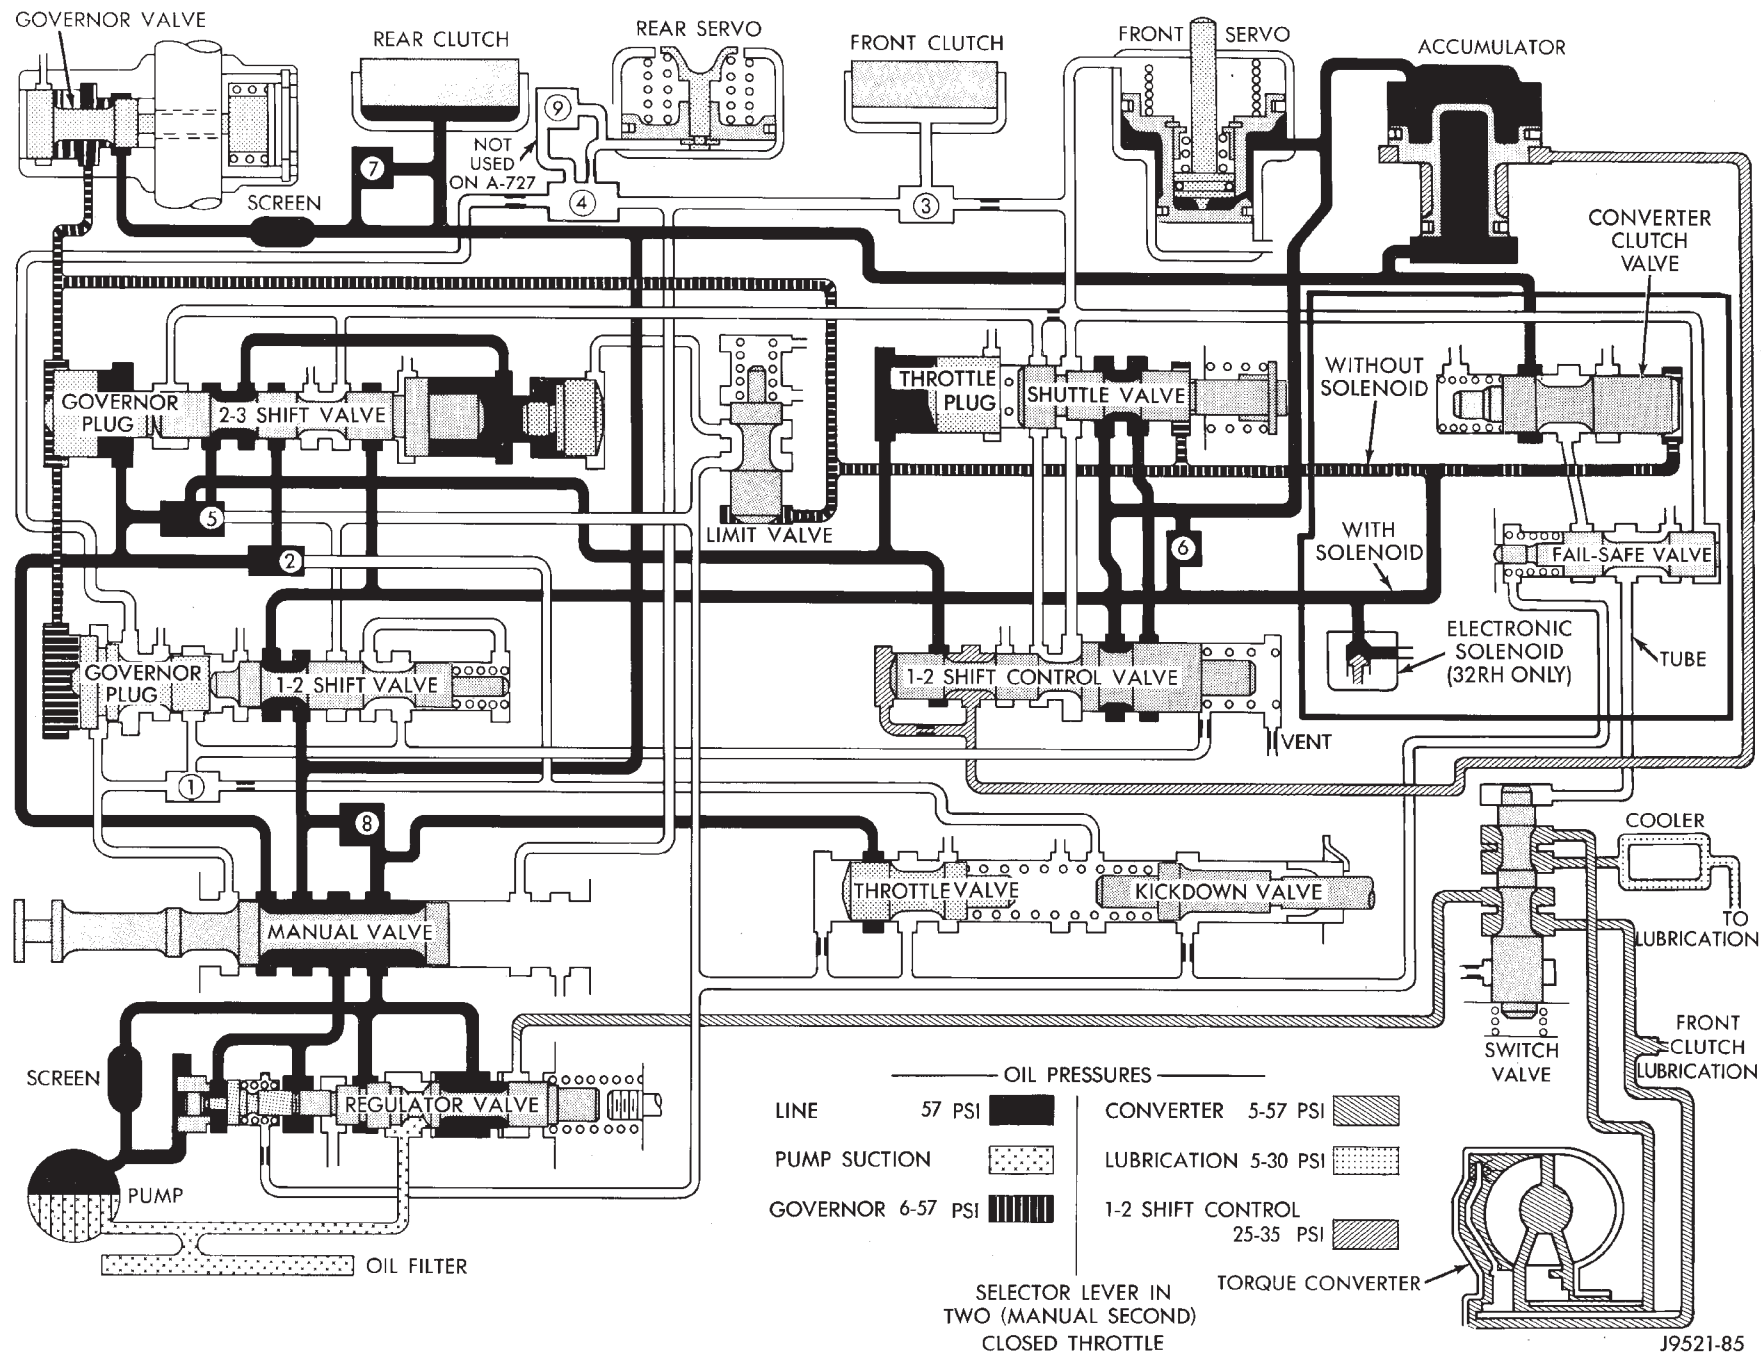 GOVERNOR VALVE
REAR CLUTCH
REAR SERVO
FRONT CLUTCH
FRONT SERVO
ACCUMULATOR
9
NOT
USED
ON A-727
7
SCREEN
4
3
CONVERTER
CLUTCH
VALVE
GOVERNOR
PLUG
2-3 SHIFT VALVE
THROTTLE
PLUG
SHUTTLE VALVE
WITHOUT
SOLENOID
5
LIMIT VALVE
2
6
WITH
SOLENOID
FAIL-SAFE VALVE
GOVERNOR
PLUG
1-2 SHIFT VALVE
1-2 SHIFT CONTROL VALVE
ELECTRONIC
SOLENOID
(32RH ONLY)
TUBE
VENT
1
8
COOLER
THROTTLE VALVE
KICKDOWN VALVE
MANUAL VALVE
TO
LUBRICATION
SCREEN
REGULATOR VALVE
SWITCH
VALVE
FRONT
CLUTCH
LUBRICATION
PUMP
OIL FILTER
OIL PRESSURES
LINE 57 PSI
PUMP SUCTION
GOVERNOR 6-57 PSI
CONVERTER 5-57 PSI
LUBRICATION 5-30 PSI
1-2 SHIFT CONTROL
25-35 PSI
TORQUE CONVERTER
SELECTOR LEVER IN
TWO (MANUAL SECOND)
CLOSED THROTTLE
J9521-85